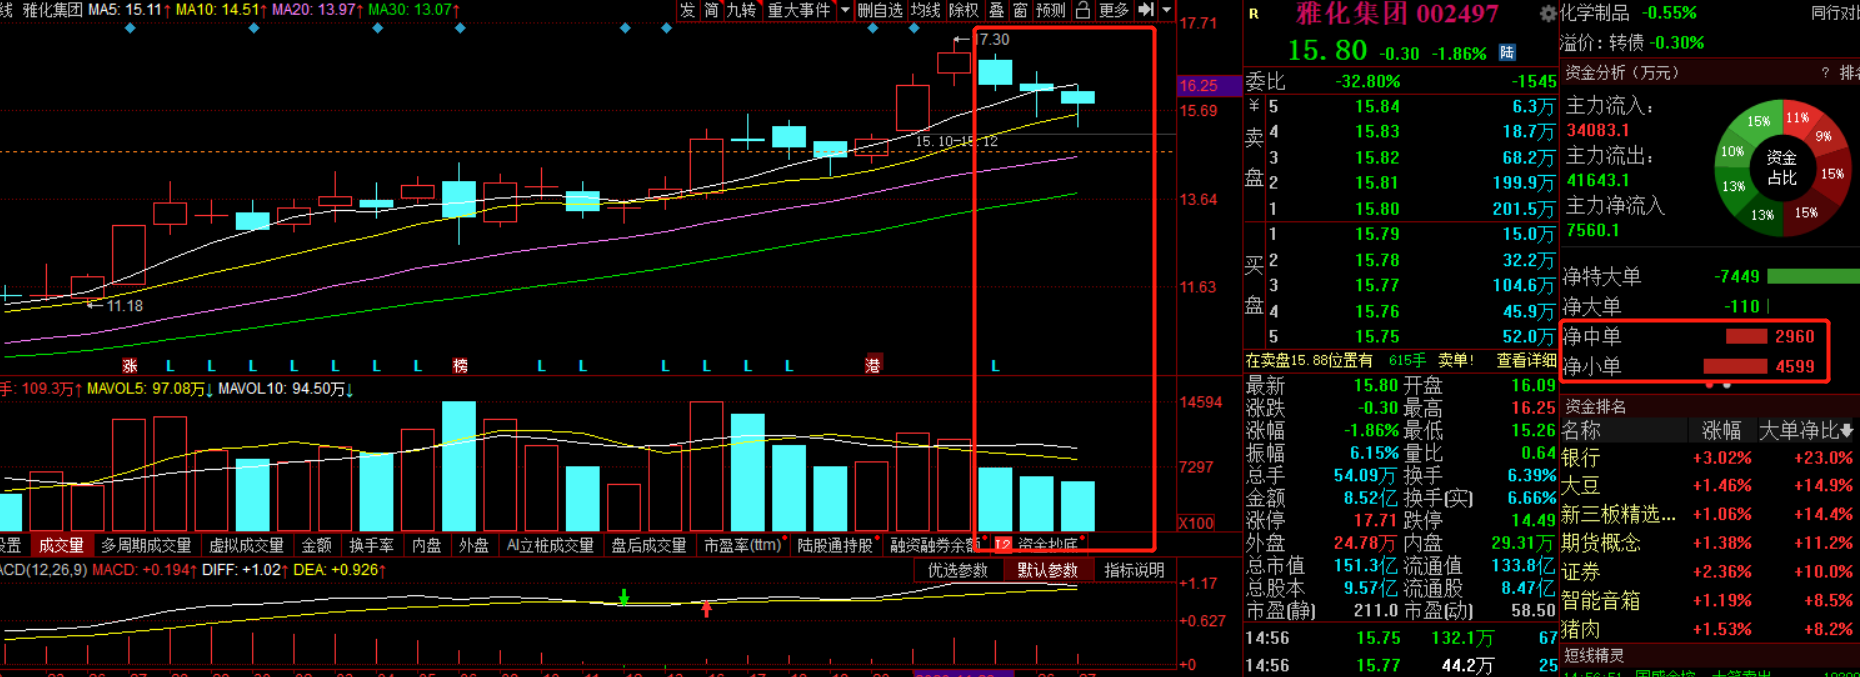 线 雅化集团 MA5: 15.11↑ MA10: 14.51↑ MA20: 13.97↑ MA30: 13.07↑
发 简 九转 重大事件 删自选 均线 除权 叠 窗 预测 更多
17.71
16.25
15.69
13.64
11.63
17.30
15.10-15.12
11.18
涨 L L L L L L L 榜 L L L L L L 港 L
手: 109.3万↑ MAVOL5: 97.08万↓ MAVOL10: 94.50万↓
14594
7297
X100
设置 成交量 多周期成交量 虚拟成交量 金额 换手率 内盘 外盘 AI立桩成交量 盘后成交量 市盈率(ttm) 陆股通持股 融资融券余额 L2 资金抄底
ACD(12,26,9) MACD: +0.194↑ DIFF: +1.02↑ DEA: +0.926↑
优选参数 默认参数 指标说明
+1.17
+0.627
+0
R 雅化集团 002497
15.80 -0.30 -1.86% 陆
委比 -32.80% -1545
¥ 5 15.84 6.3万
卖 4 15.83 18.7万
3 15.82 68.2万
盘 2 15.81 199.9万
1 15.80 201.5万
1 15.79 15.0万
买 2 15.78 32.2万
3 15.77 104.6万
盘 4 15.76 45.9万
5 15.75 52.0万
在卖盘15.88位置有 615手 卖单! 查看详细
最新 15.80 开盘 16.09
涨跌 -0.30 最高 16.25
涨幅 -1.86% 最低 15.26
振幅 6.15% 量比 0.64
总手 54.09万 换手 6.39%
金额 8.52亿 换手(实) 6.66%
涨停 17.71 跌停 14.49
外盘 24.78万 内盘 29.31万
总市值 151.3亿 流通值 133.8亿
总股本 9.57亿 流通股 8.47亿
市盈(静) 211.0 市盈(动) 58.50
14:56 15.75 132.1万 67
14:56 15.77 44.2万 25
化学制品 -0.55% 同行对比
溢价: 转债 -0.30%
资金分析(万元) ? 排名
主力流入:
34083.1
主力流出:
41643.1
主力净流入
7560.1
11%
9%
15%
15%
13%
13%
10%
15%
资金
占比
净特大单 -7449
净大单 -110
净中单 2960
净小单 4599
资金排名
名称 涨幅 大单净比
银行 +3.02% +23.0%
大豆 +1.46% +14.9%
新三板精选... +1.06% +14.4%
期货概念 +1.38% +11.2%
证券 +2.36% +10.0%
智能音箱 +1.19% +8.5%
猪肉 +1.53% +8.2%
短线精灵